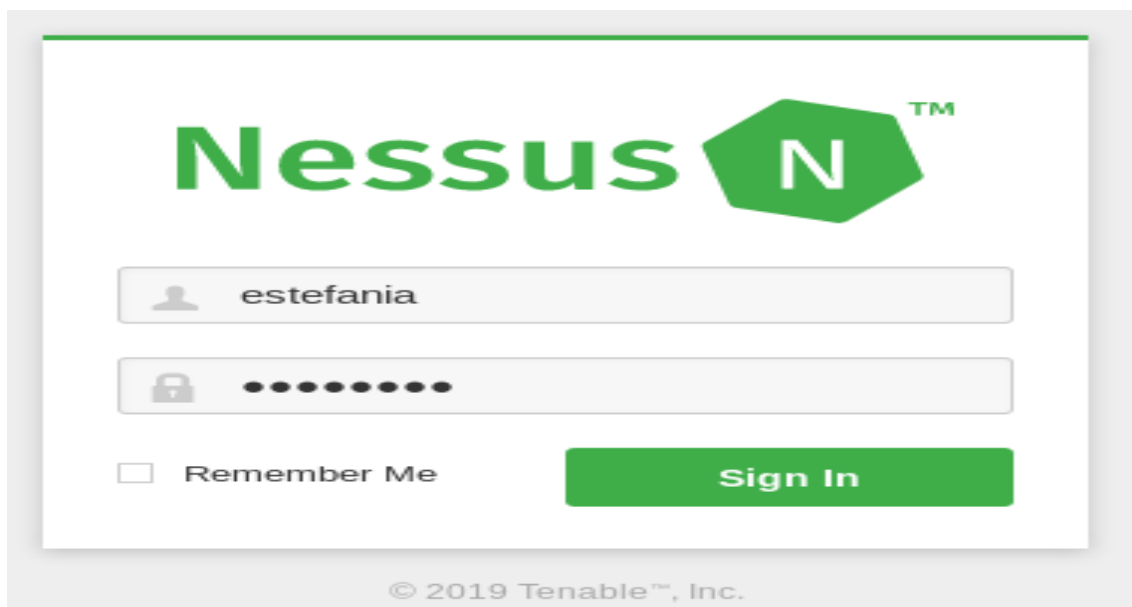 Nessus N ™
estefania
••••••••
Remember Me
Sign In
© 2019 Tenable™, Inc.